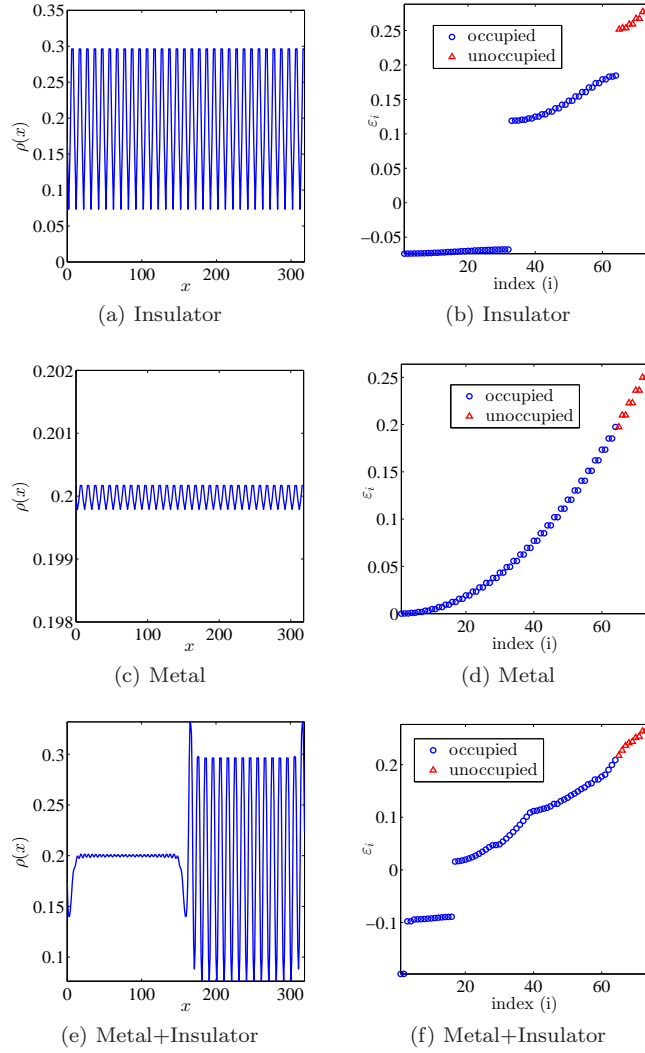 0.35
0.3
0.25
0.2
0.15
0.1
0.05
0
ρ(x)
0 100 200 300
x
(a) Insulator
occupied
unoccupied
0.25
0.2
0.15
0.1
0.05
0
−0.05
εᵢ
20 40 60
index (i)
(b) Insulator
0.202
0.201
0.2
0.199
0.198
ρ(x)
0 100 200 300
x
(c) Metal
occupied
unoccupied
0.25
0.2
0.15
0.1
0.05
0
εᵢ
20 40 60
index (i)
(d) Metal
0.3
0.25
0.2
0.15
0.1
ρ(x)
0 100 200 300
x
(e) Metal+Insulator
occupied
unoccupied
0.2
0.1
0
−0.1
εᵢ
20 40 60
index (i)
(f) Metal+Insulator